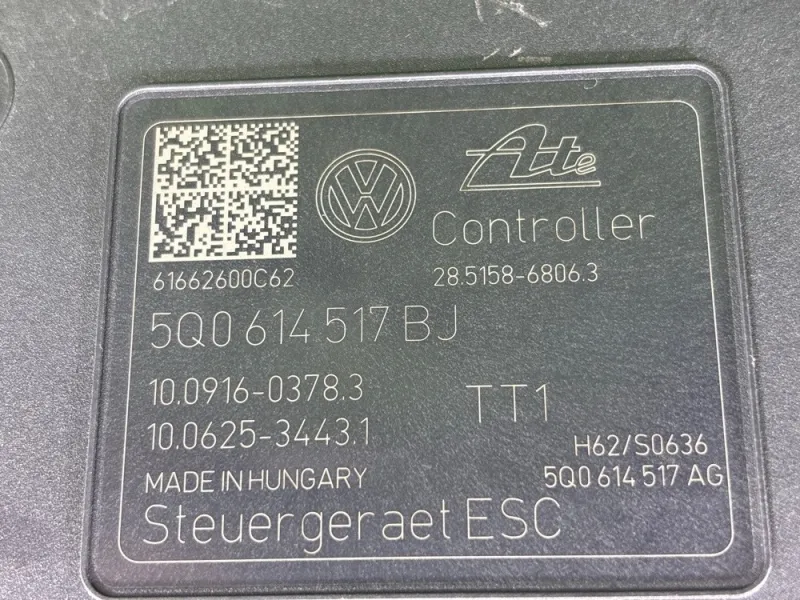 Ate
Controller
61662600C62
28.5158-6806.3
5Q0 614 517 BJ
10.0916-0378.3
TT1
10.0625-3443.1
H62/S0636
MADE IN HUNGARY
5Q0 614 517 AG
Steuergeraet ESC